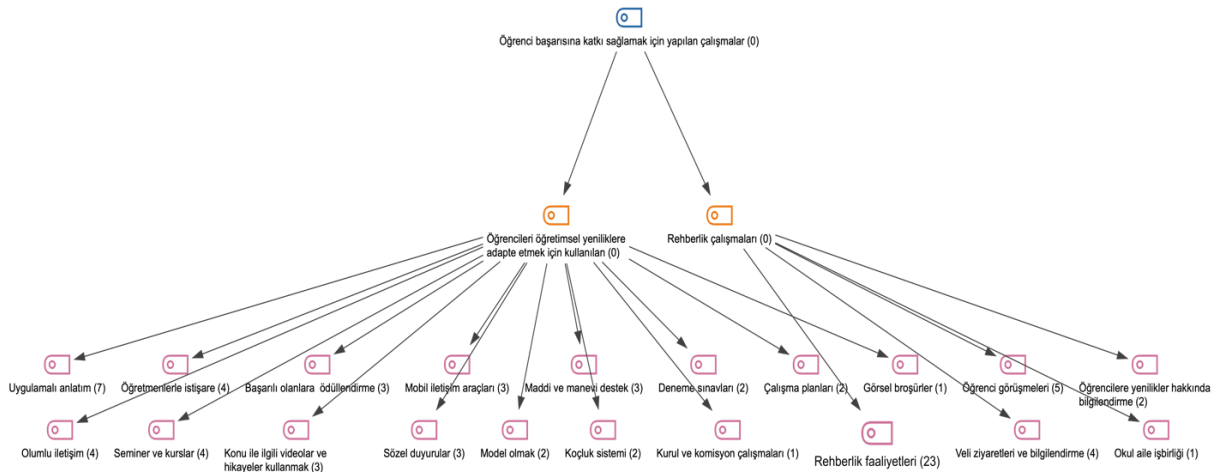 Öğrenci başarısına katkı sağlamak için yapılan çalışmalar (0)
Öğrencileri öğretimsel yeniliklere
adapte etmek için kullanılan (0)
Rehberlik çalışmaları (0)
Uygulamalı anlatım (7)
Öğretmenlerle istişare (4)
Başarılı olanlara ödüllendirme (3)
Mobil iletişim araçları (3)
Maddi ve manevi destek (3)
Deneme sınavları (2)
Çalışma planları (2)
Görsel broşürler (1)
Öğrenci görüşmeleri (5)
Öğrencilere yenilikler hakkında
bilgilendirme (2)
Olumlu iletişim (4)
Seminer ve kurslar (4)
Konu ile ilgili videolar ve
hikayeler kullanmak (3)
Sözel duyurular (3)
Model olmak (2)
Koçluk sistemi (2)
Kurul ve komisyon çalışmaları (1)
Rehberlik faaliyetleri (23)
Veli ziyaretleri ve bilgilendirme (4)
Okul aile işbirliği (1)